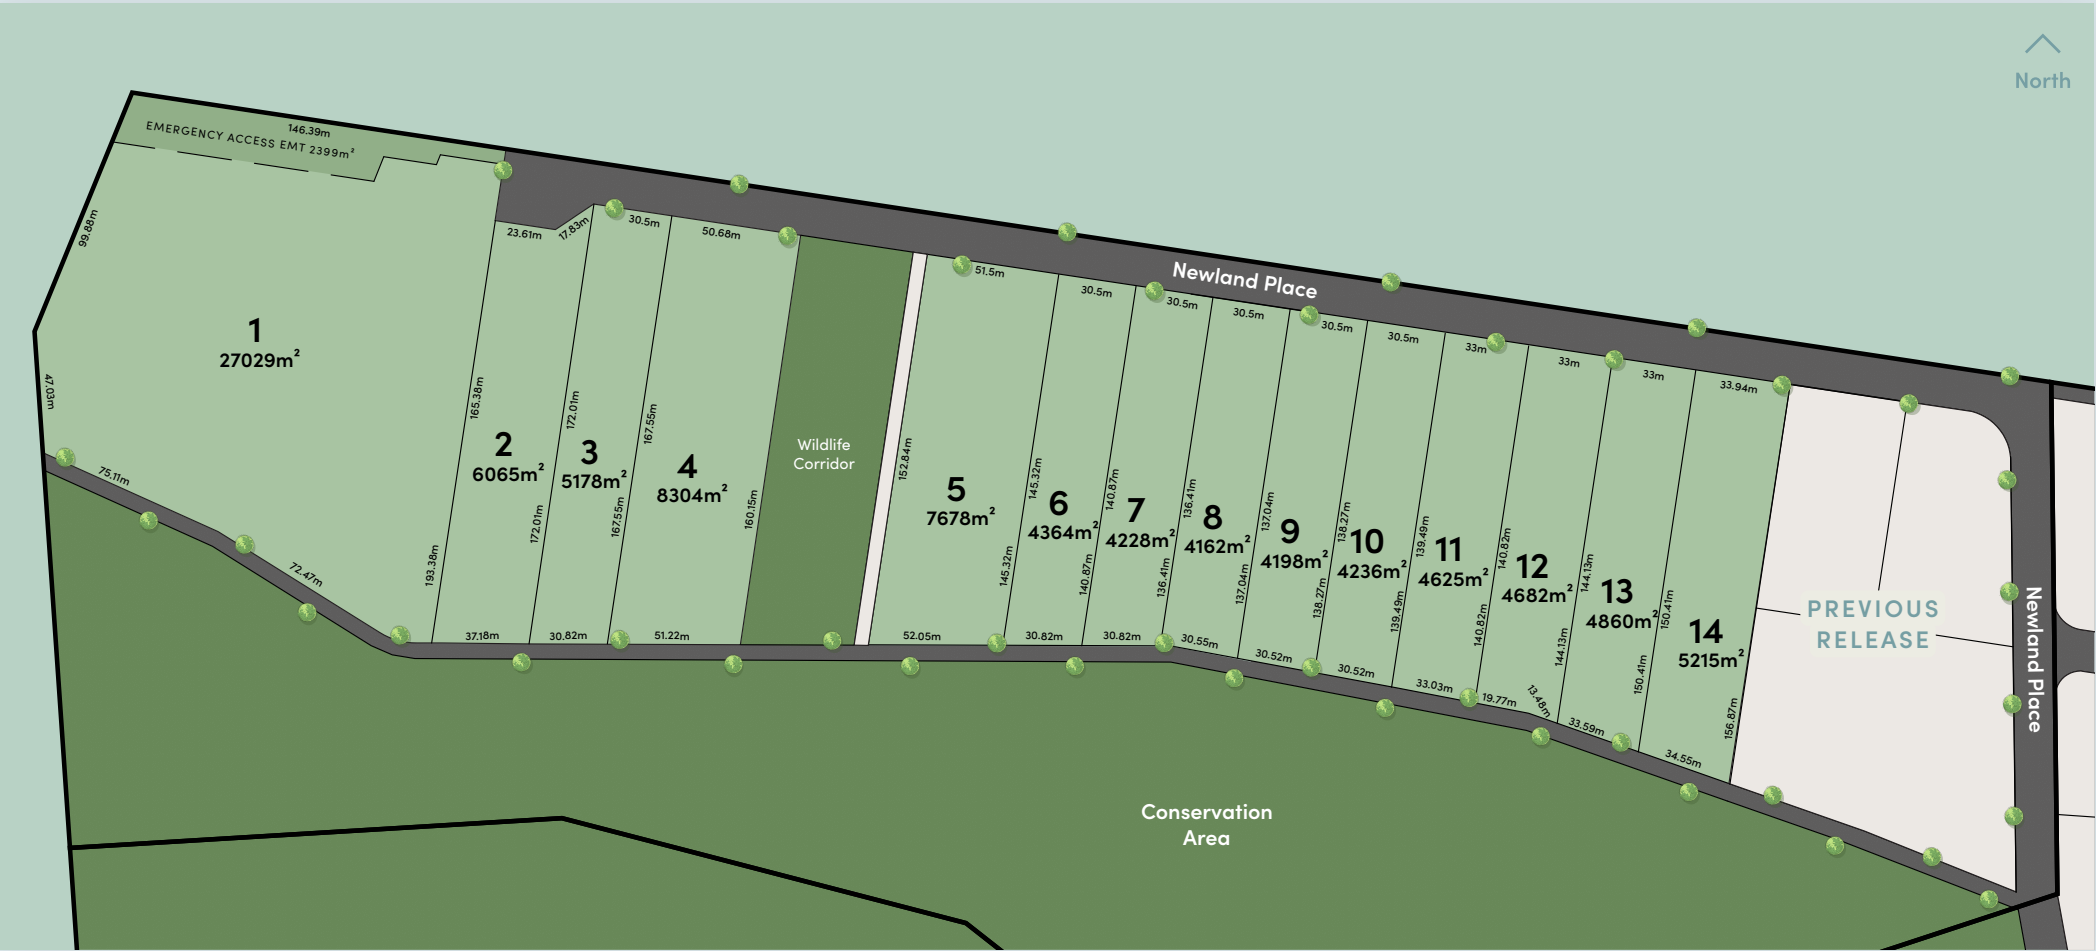 North
146.39m
EMERGENCY ACCESS EMT 2399m²
99.88m
47.03m
1
27029m²
75.11m
72.47m
23.61m
17.83m
165.38m
193.38m
2
6065m²
37.18m
30.5m
172.01m
172.01m
3
5178m²
30.82m
50.68m
167.55m
167.55m
4
8304m²
160.15m
51.22m
Wildlife
Corridor
Newland Place
51.5m
152.84m
5
7678m²
145.32m
52.05m
30.5m
145.32m
6
4364m²
140.87m
30.82m
30.5m
140.87m
7
4228m²
136.41m
30.82m
30.5m
136.41m
8
4162m²
137.04m
30.55m
30.5m
137.04m
9
4198m²
138.27m
30.52m
30.5m
138.27m
10
4236m²
139.49m
30.52m
33m
139.49m
11
4625m²
140.82m
33.03m
33m
140.82m
12
4682m²
144.13m
19.77m
13.48m
33m
144.13m
13
4860m²
150.41m
33.59m
33.94m
150.41m
14
5215m²
156.87m
34.55m
PREVIOUS
RELEASE
Newland Place
Conservation
Area